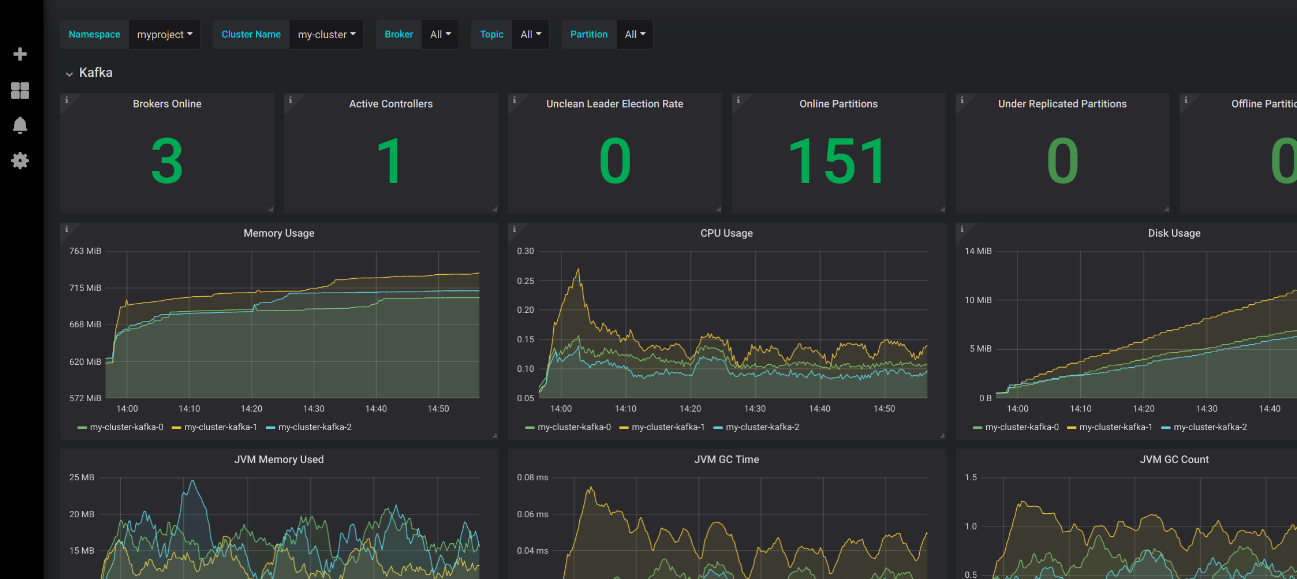 Namespace myproject Cluster Name my-cluster Broker All Topic All Partition All
Kafka
Brokers Online
3
Active Controllers
1
Unclean Leader Election Rate
0
Online Partitions
151
Under Replicated Partitions
0
Offline Partitio
0
Memory Usage
763 MiB
715 MiB
668 MiB
620 MiB
572 MiB
14:00 14:10 14:20 14:30 14:40 14:50
my-cluster-kafka-0 my-cluster-kafka-1 my-cluster-kafka-2
CPU Usage
0.30
0.25
0.20
0.15
0.10
0.05
14:00 14:10 14:20 14:30 14:40 14:50
my-cluster-kafka-0 my-cluster-kafka-1 my-cluster-kafka-2
Disk Usage
14 MiB
10 MiB
5 MiB
0 B
14:00 14:10 14:20 14:30 14:40
my-cluster-kafka-0 my-cluster-kafka-1 my-cluster-kafka-2
JVM Memory Used
25 MB
20 MB
15 MB
JVM GC Time
0.08 ms
0.06 ms
0.04 ms
JVM GC Count
1.5
1.0
0.5